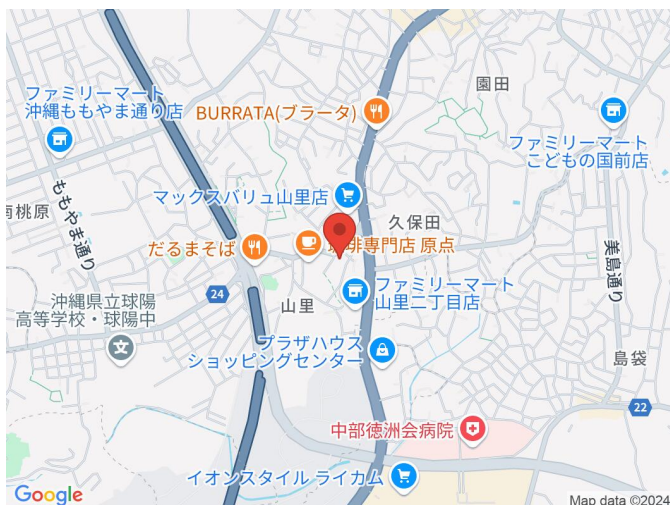 園田
ファミリーマート
沖縄ももやま通り店
BURRATA(ブラータ)
ファミリーマート
こどもの国前店
マックスバリュ山里店
南桃原
ももやま通り
久保田
だるまそば
珈琲専門店 原点
美島通り
24
山里
ファミリーマート
山里二丁目店
沖縄県立球陽
高等学校・球陽中
プラザハウス
ショッピングセンター
島袋
22
中部徳洲会病院
イオンスタイル ライカム
Google
Map data ©2024